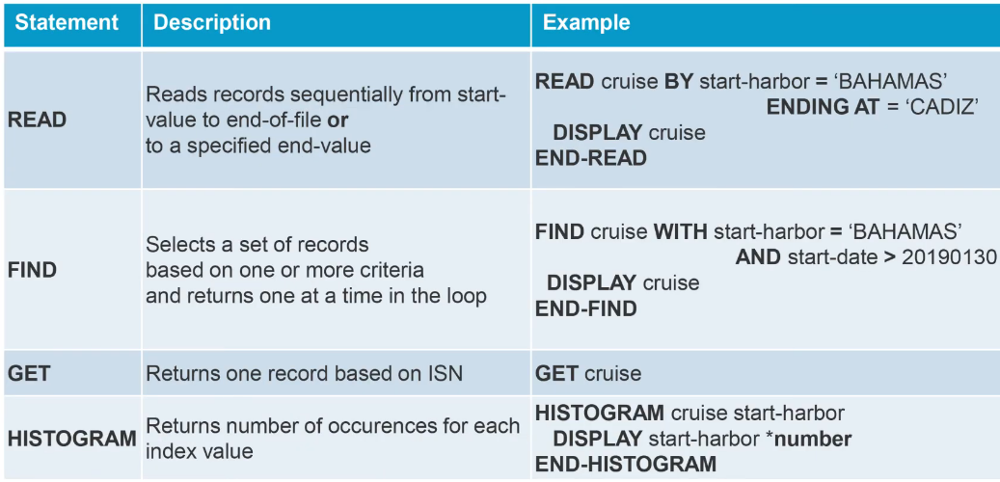 Statement Description Example
READ
Reads records sequentially from start-
value to end-of-file or
to a specified end-value
READ cruise BY start-harbor = ‘BAHAMAS’
ENDING AT = ‘CADIZ’
DISPLAY cruise
END-READ
FIND
Selects a set of records
based on one or more criteria
and returns one at a time in the loop
FIND cruise WITH start-harbor = ‘BAHAMAS’
AND start-date > 20190130
DISPLAY cruise
END-FIND
GET Returns one record based on ISN GET cruise
HISTOGRAM
Returns number of occurences for each
index value
HISTOGRAM cruise start-harbor
DISPLAY start-harbor *number
END-HISTOGRAM